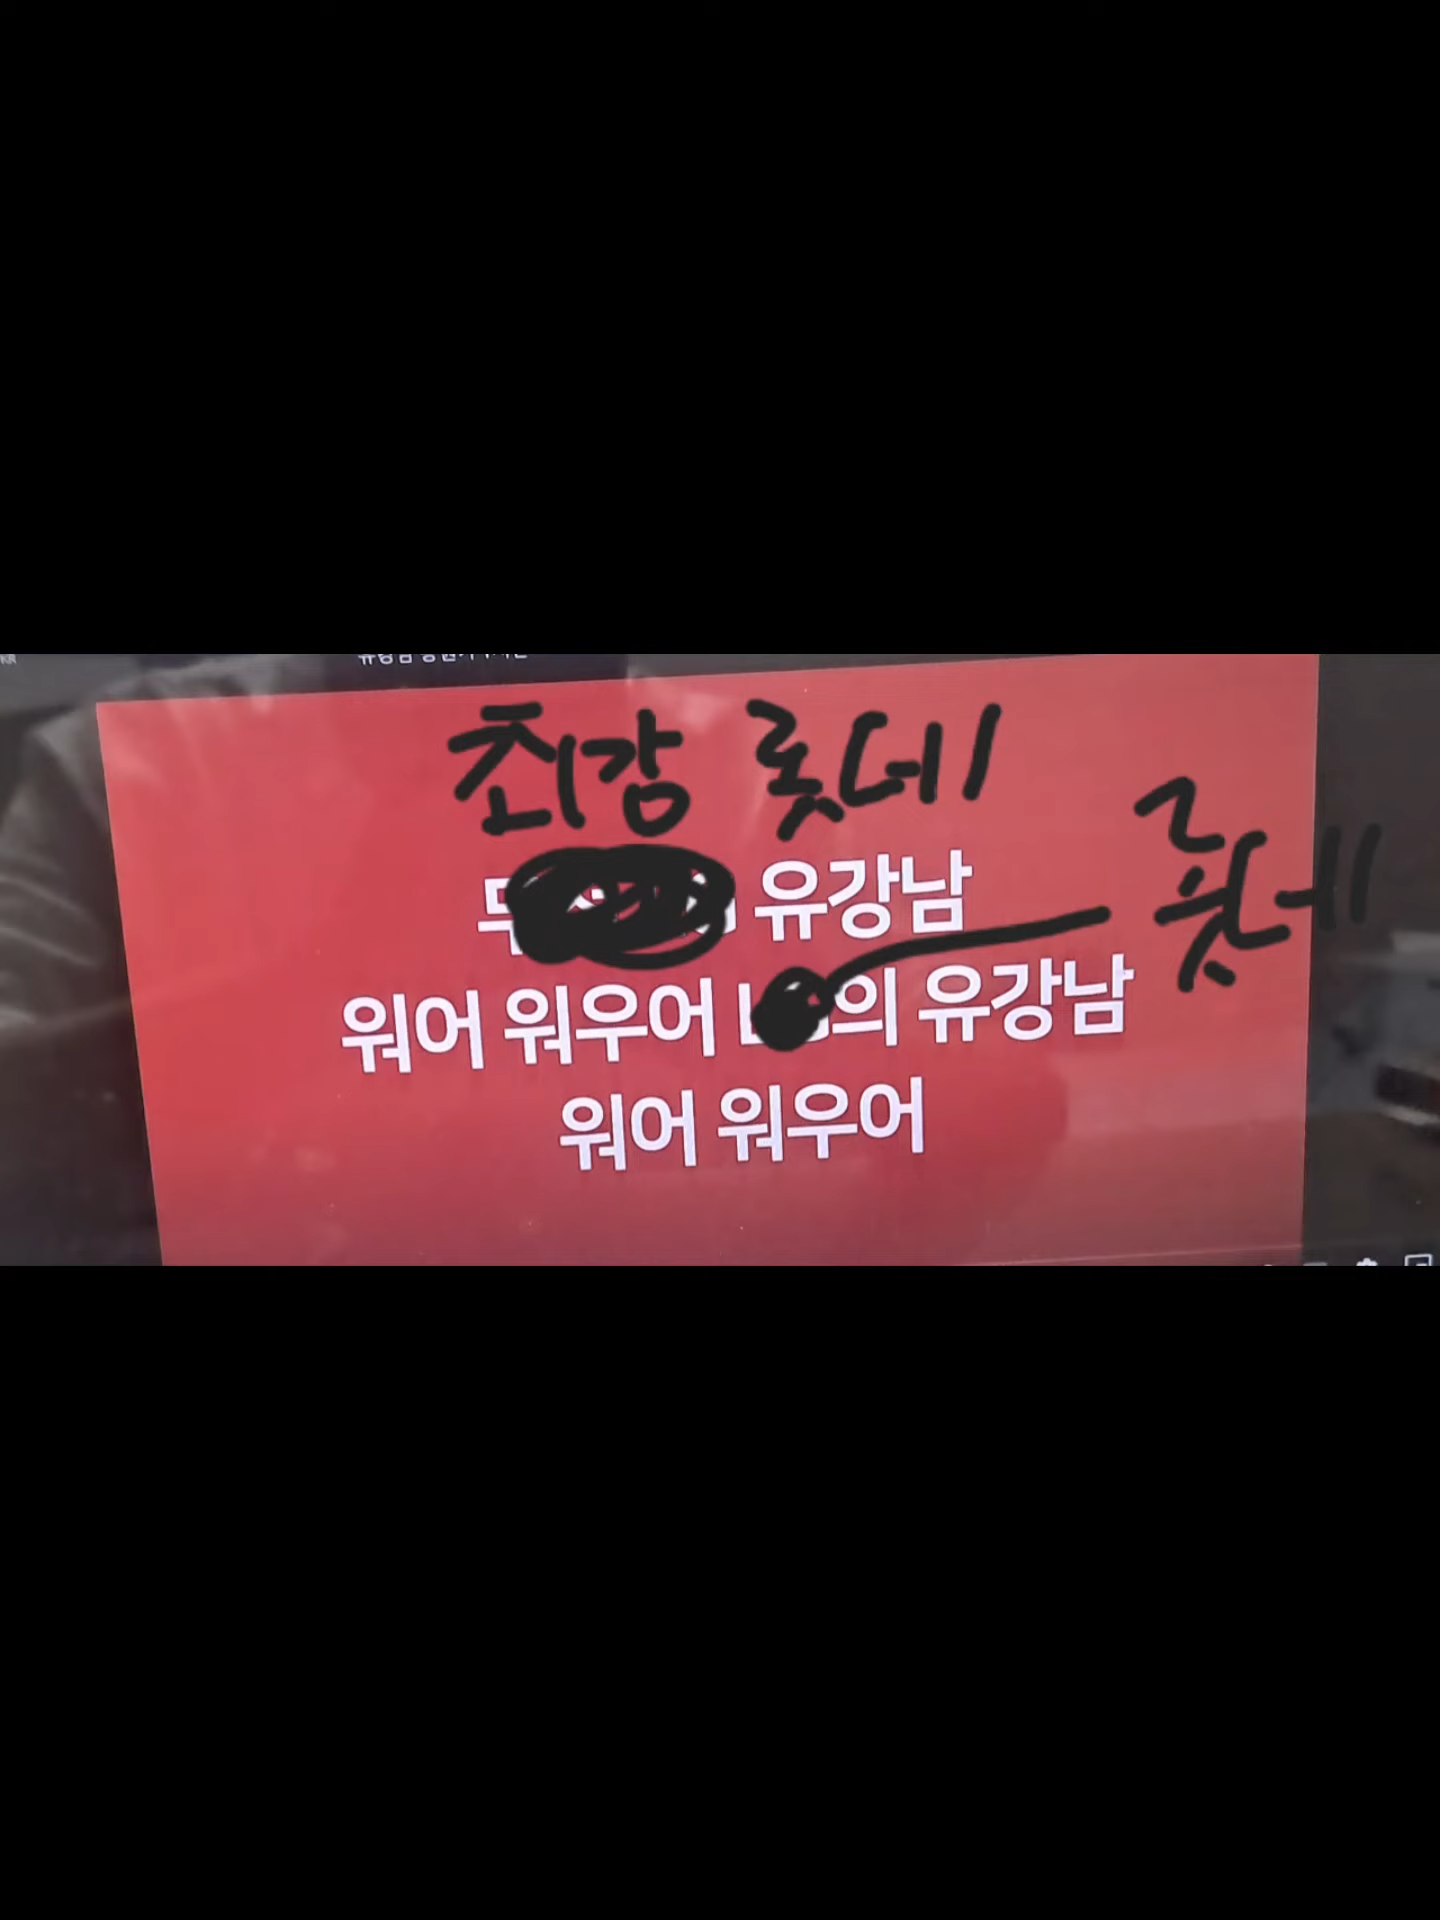 최강 롯데
유강남
롯데
워어 워우어 의 유강남
워어 워우어